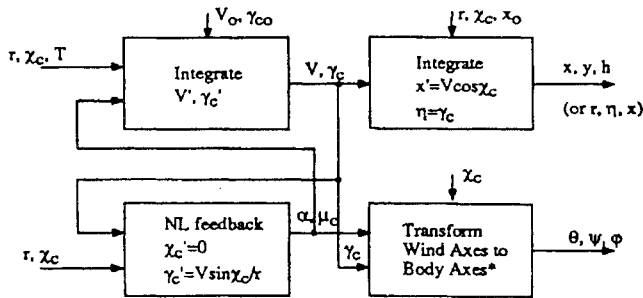 V₀, γc₀
r, χc, x₀
r, χc, T
Integrate
V', γc'
V, γc
Integrate
x'=Vcosχc
η=γc
x, y, h
(or r, η, x)
χc
NL feedback
χc'=0
γc'=Vsinχc/r
r, χc
α, μc
γc
Transform
Wind Axes to
Body Axes*
θ, ψ, φ